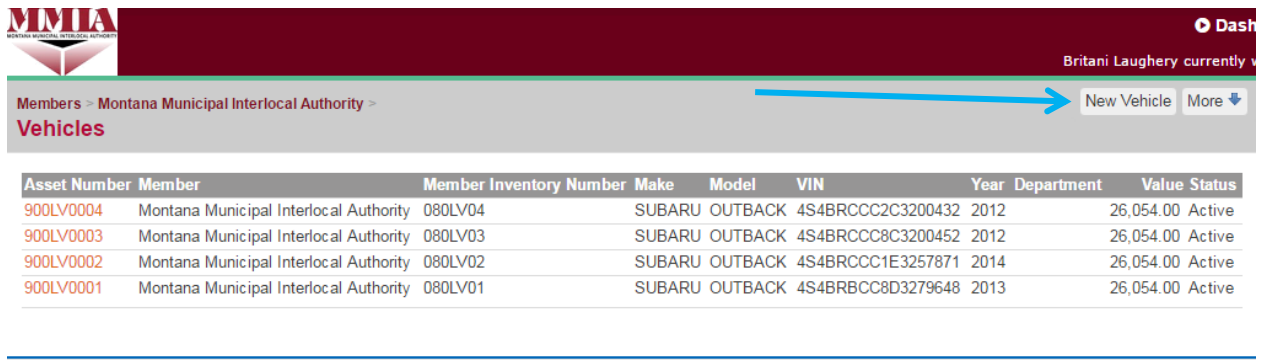 MMIA
MONTANA MUNICIPAL INTERLOCAL AUTHORITY
Dash
Britani Laughery currently
Members > Montana Municipal Interlocal Authority >
Vehicles
New Vehicle More
Asset Number Member Member Inventory Number Make Model VIN Year Department Value Status
900LV0004 Montana Municipal Interlocal Authority 080LV04 SUBARU OUTBACK 4S4BRCCC2C3200432 2012 26,054.00 Active
900LV0003 Montana Municipal Interlocal Authority 080LV03 SUBARU OUTBACK 4S4BRCCC8C3200452 2012 26,054.00 Active
900LV0002 Montana Municipal Interlocal Authority 080LV02 SUBARU OUTBACK 4S4BRCCC1E3257871 2014 26,054.00 Active
900LV0001 Montana Municipal Interlocal Authority 080LV01 SUBARU OUTBACK 4S4BRBCC8D3279648 2013 26,054.00 Active